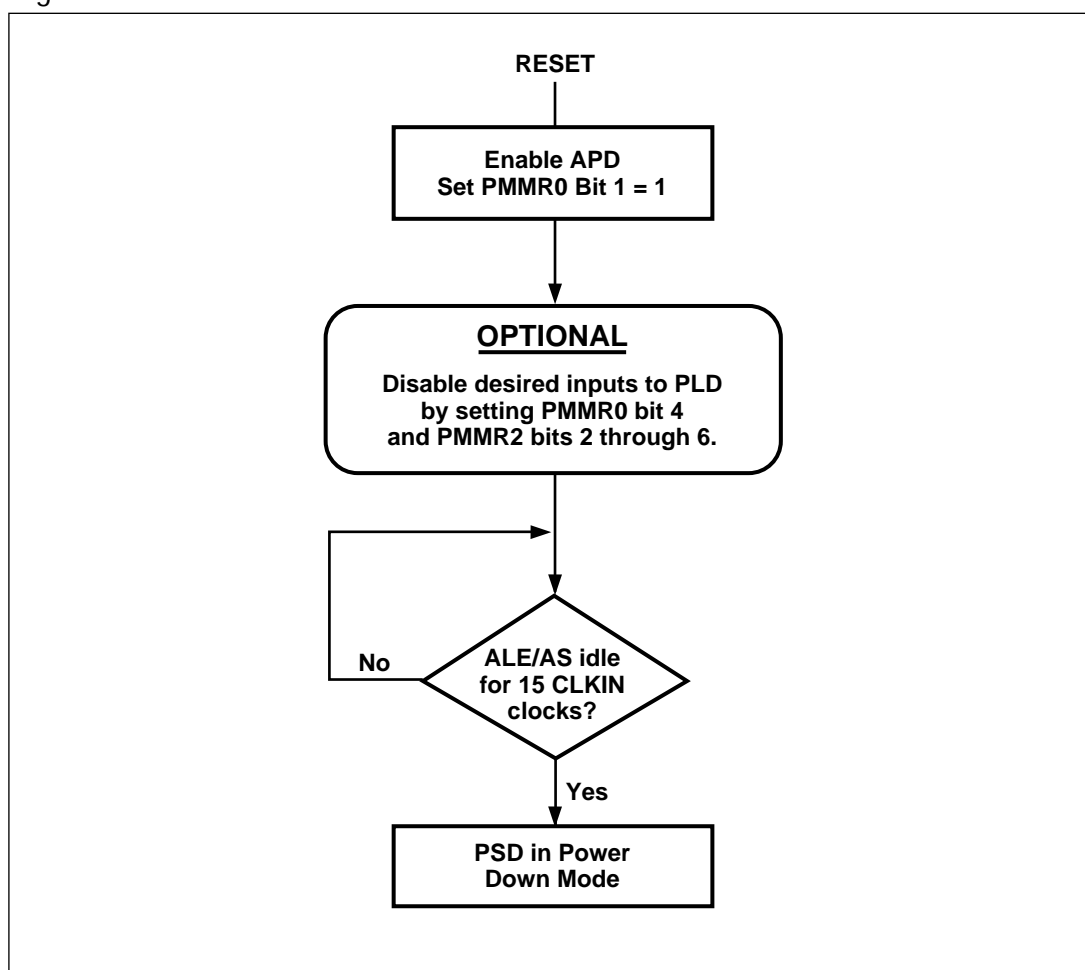 RESET
Enable APD
Set PMMR0 Bit 1 = 1
OPTIONAL
Disable desired inputs to PLD
by setting PMMR0 bit 4
and PMMR2 bits 2 through 6.
No
ALE/AS idle
for 15 CLKIN
clocks?
Yes
PSD in Power
Down Mode